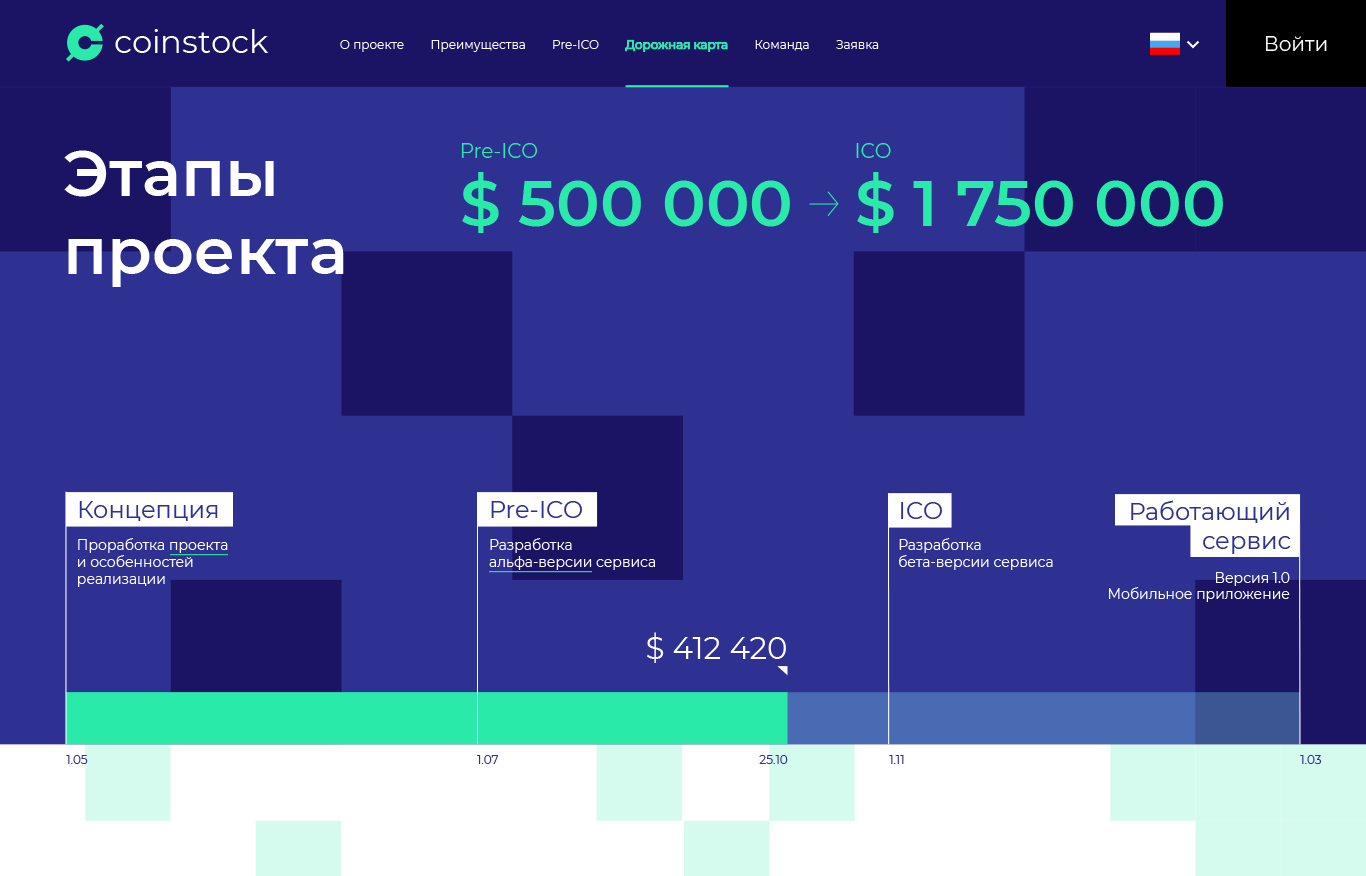 coinstock
О проекте
Преимущества
Pre-ICO
Дорожная карта
Команда
Заявка
Войти
Этапы
проекта
Pre-ICO
$ 500 000
ICO
$ 1 750 000
Концепция
Проработка проекта
и особенностей
реализации
Pre-ICO
Разработка
альфа-версии сервиса
ICO
Разработка
бета-версии сервиса
Работающий
сервис
Версия 1.0
Мобильное приложение
$ 412 420
1.05
1.07
25.10
1.11
1.03